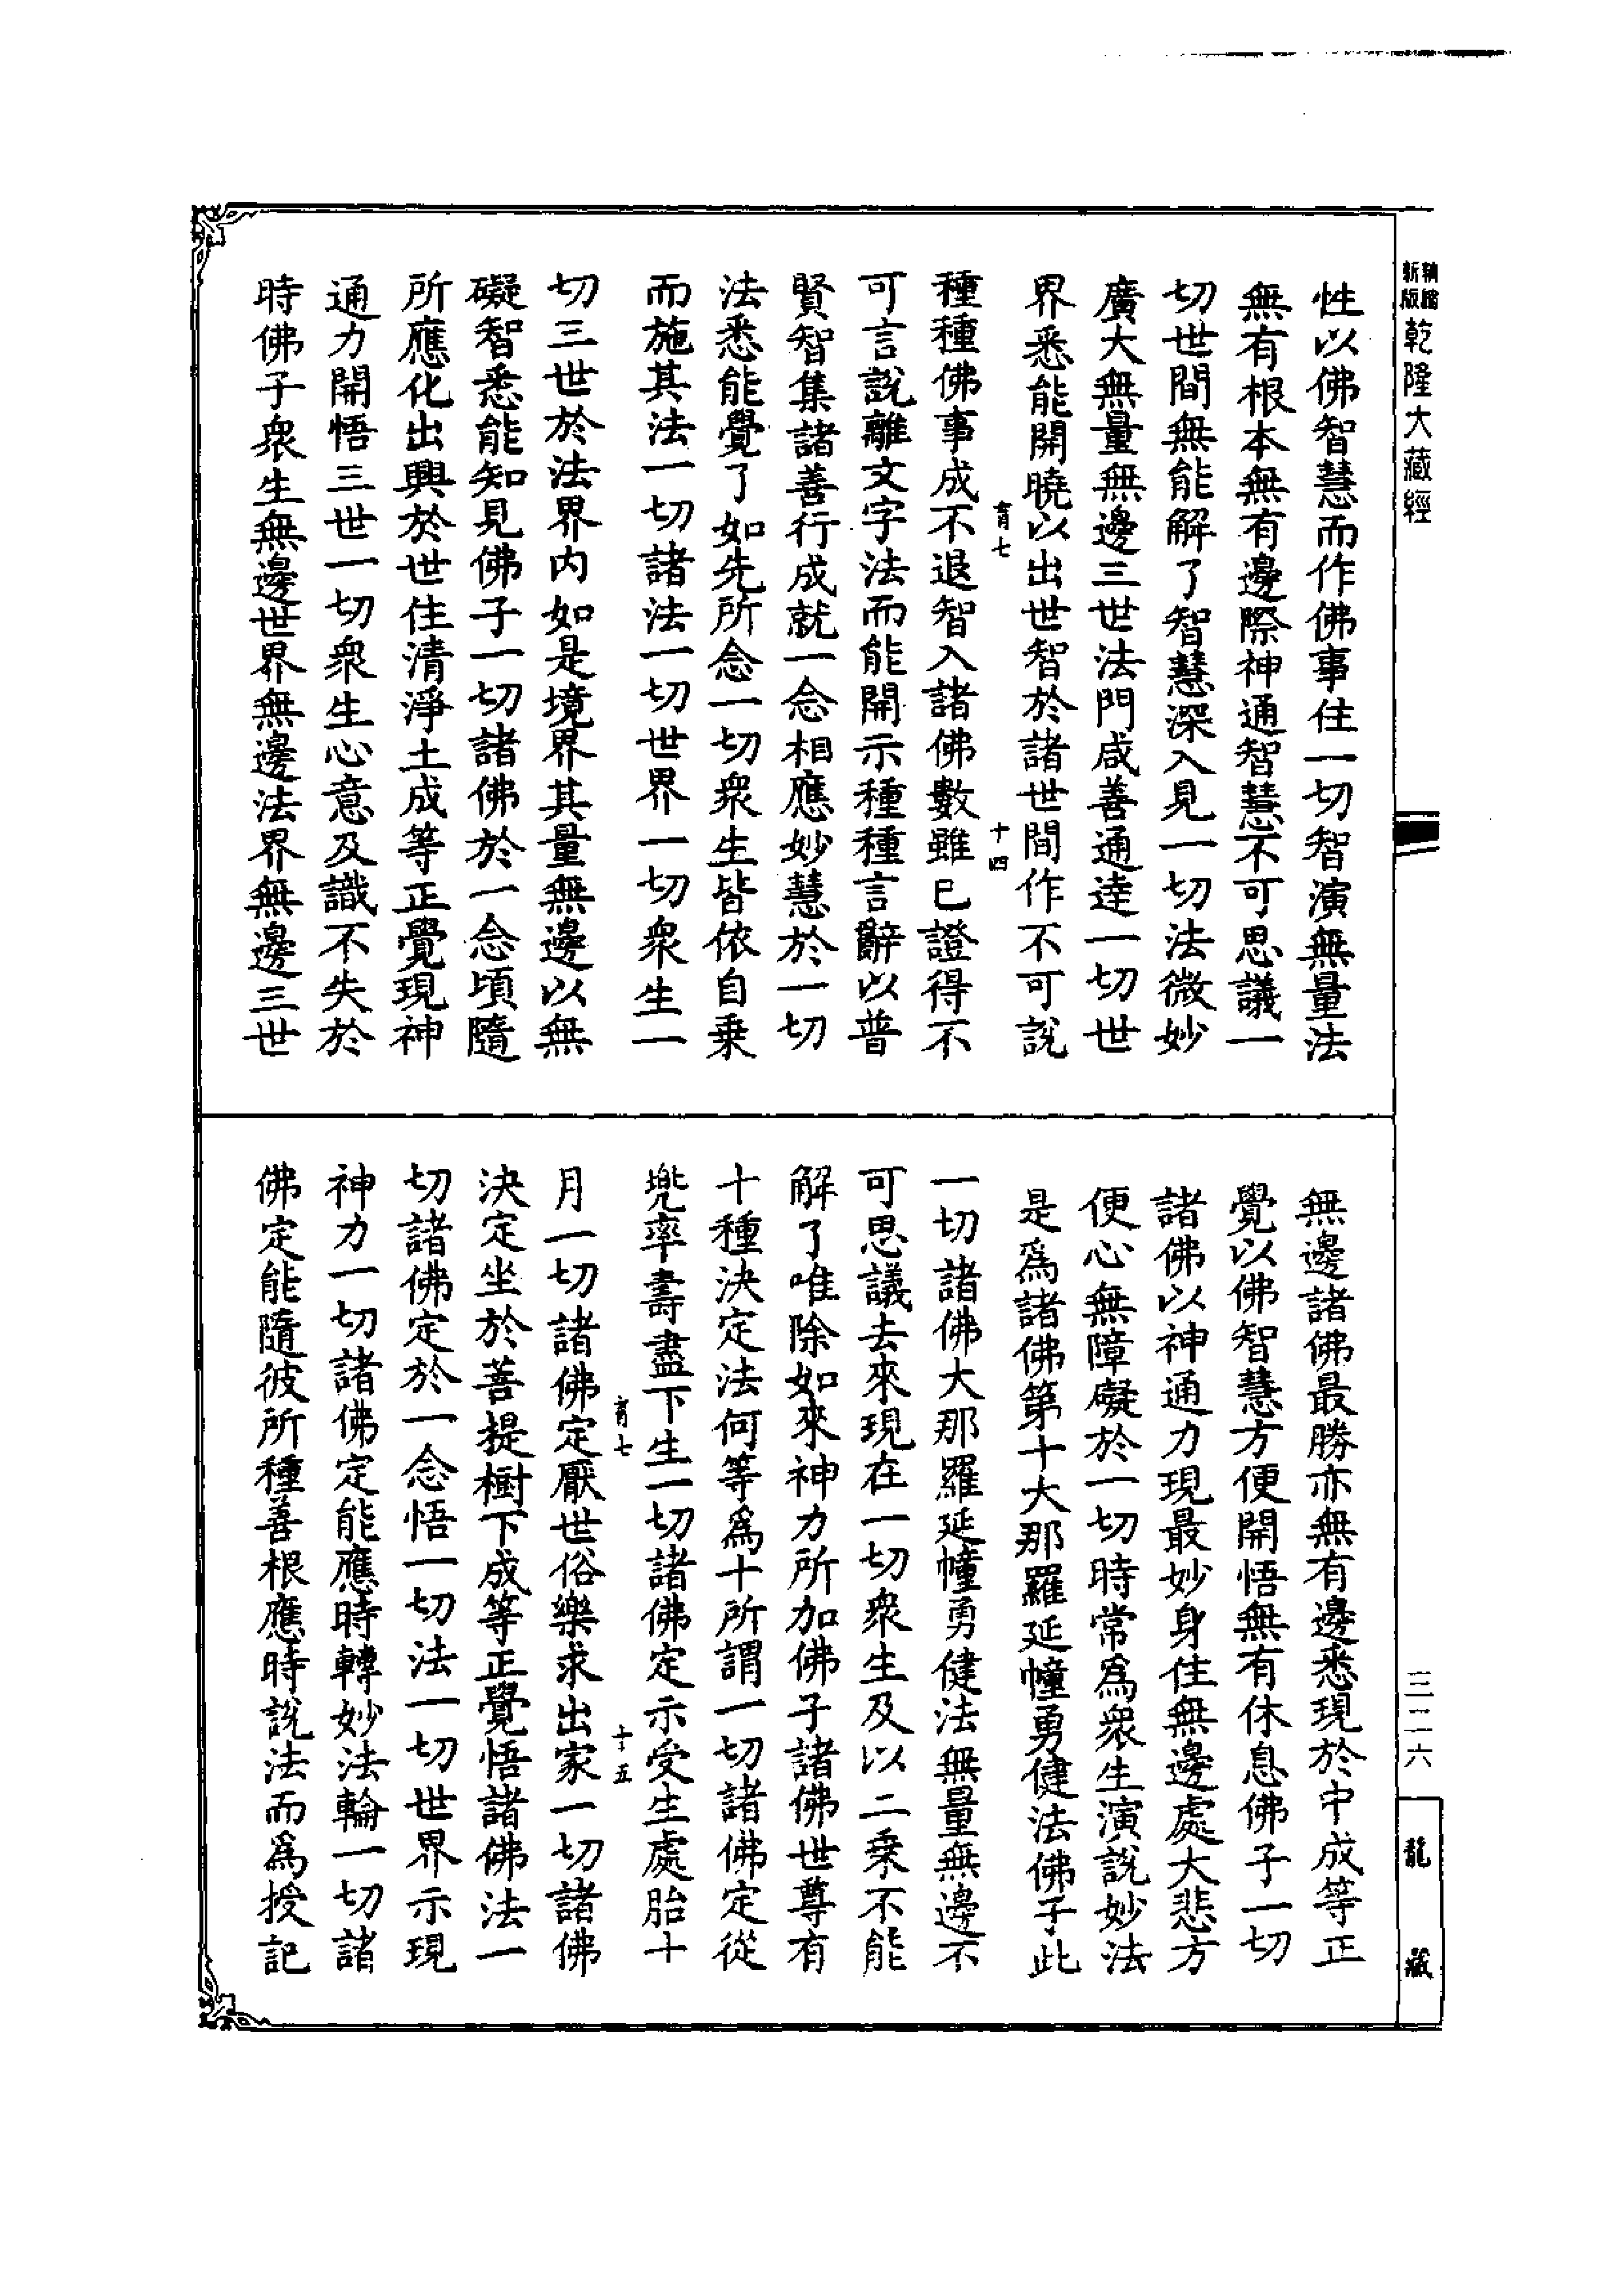 新版
乾隆大藏經
性以佛智慧而作佛事住一切智演無量法
無有根本無有邊際神通智慧不可思議一
切世間無能解了智慧深入見一切法微妙
廣大無量無邊三世法門咸善通達一切世
界悉能開曉以出世智於諸世間作不可說
育七 十四
種種佛事成不退智入諸佛數雖已證得不
可言說離文字法而能開示種種言辭以普
賢智集諸善行成就一念相應妙慧於一切
法悉能覺了如先所念一切衆生皆依自乗
而施其法一切諸法一切世界一切衆生一
切三世於法界內如是境界其量無邊以無
礙智悉能知見佛子一切諸佛於一念頃隨
所應化出興於世住清淨土成等正覺現神
通力開悟三世一切衆生心意及識不失於
時佛子衆生無邊世界無邊法界無邊三世
無邊諸佛最勝亦無有邊悉現於中成等正
覺以佛智慧方便開悟無有休息佛子一切
諸佛以神通力現最妙身住無邊處大悲方
便心無障礙於一切時常爲衆生演說妙法
是爲諸佛第十大那羅延幢勇健法佛子此
一切諸佛大那羅延幢勇健法無量無邊不
可思議去來現在一切衆生及以二乗不能
解了唯除如來神力所加佛子諸佛世尊有
十種決定法何等爲十所謂一切諸佛定從
兜率壽盡下生一切諸佛定示受生處胎十
育七 十五
月一切諸佛定厭世俗樂求出家一切諸佛
決定坐於菩提樹下成等正覺悟諸佛法一
切諸佛定於一念悟一切法一切世界示現
神力一切諸佛定能應時轉妙法輪一切諸
佛定能隨彼所種善根應時說法而爲授記
三二六
龍藏